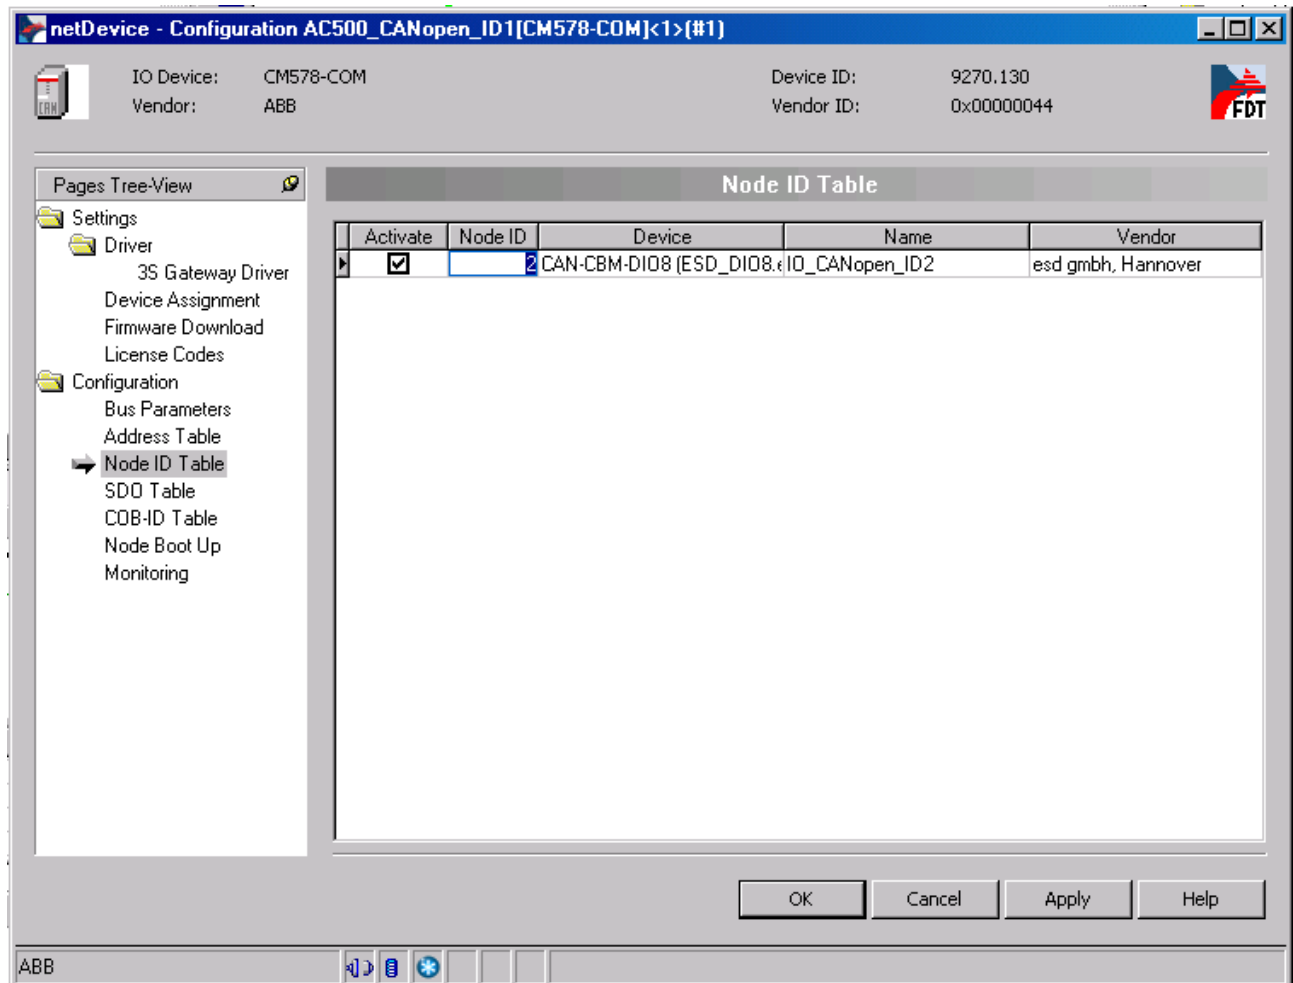 netDevice - Configuration AC500_CANopen_ID1[CM578-COM]<1>(#1)
IO Device: CM578-COM Device ID: 9270.130
Vendor: ABB Vendor ID: 0x00000044
CAN
FDT
Pages Tree-View
Node ID Table
Settings
Driver
3S Gateway Driver
Device Assignment
Firmware Download
License Codes
Configuration
Bus Parameters
Address Table
Node ID Table
SDO Table
COB-ID Table
Node Boot Up
Monitoring
Activate Node ID Device Name Vendor
2 CAN-CBM-DIO8 (ESD_DIO8.e IO_CANopen_ID2 esd gmbh, Hannover
OK Cancel Apply Help
ABB